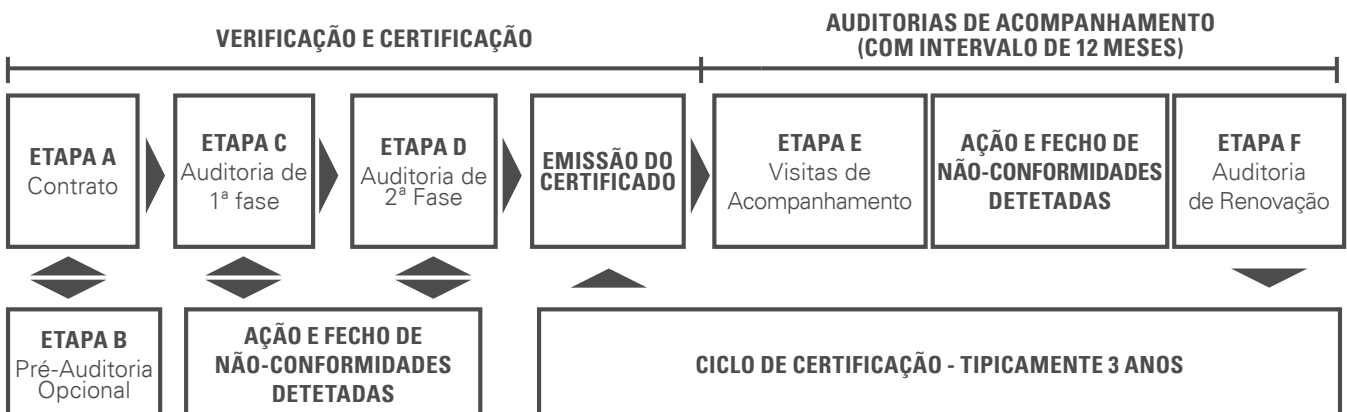 VERIFICAÇÃO E CERTIFICAÇÃO
AUDITORIAS DE ACOMPANHAMENTO
(COM INTERVALO DE 12 MESES)
ETAPA A
Contrato
ETAPA C
Auditoria de
1ª fase
ETAPA D
Auditoria de
2ª Fase
EMISSÃO DO
CERTIFICADO
ETAPA E
Visitas de
Acompanhamento
AÇÃO E FECHO DE
NÃO-CONFORMIDADES
DETETADAS
ETAPA F
Auditoria
de Renovação
ETAPA B
Pré-Auditoria
Opcional
AÇÃO E FECHO DE
NÃO-CONFORMIDADES
DETETADAS
CICLO DE CERTIFICAÇÃO - TIPICAMENTE 3 ANOS